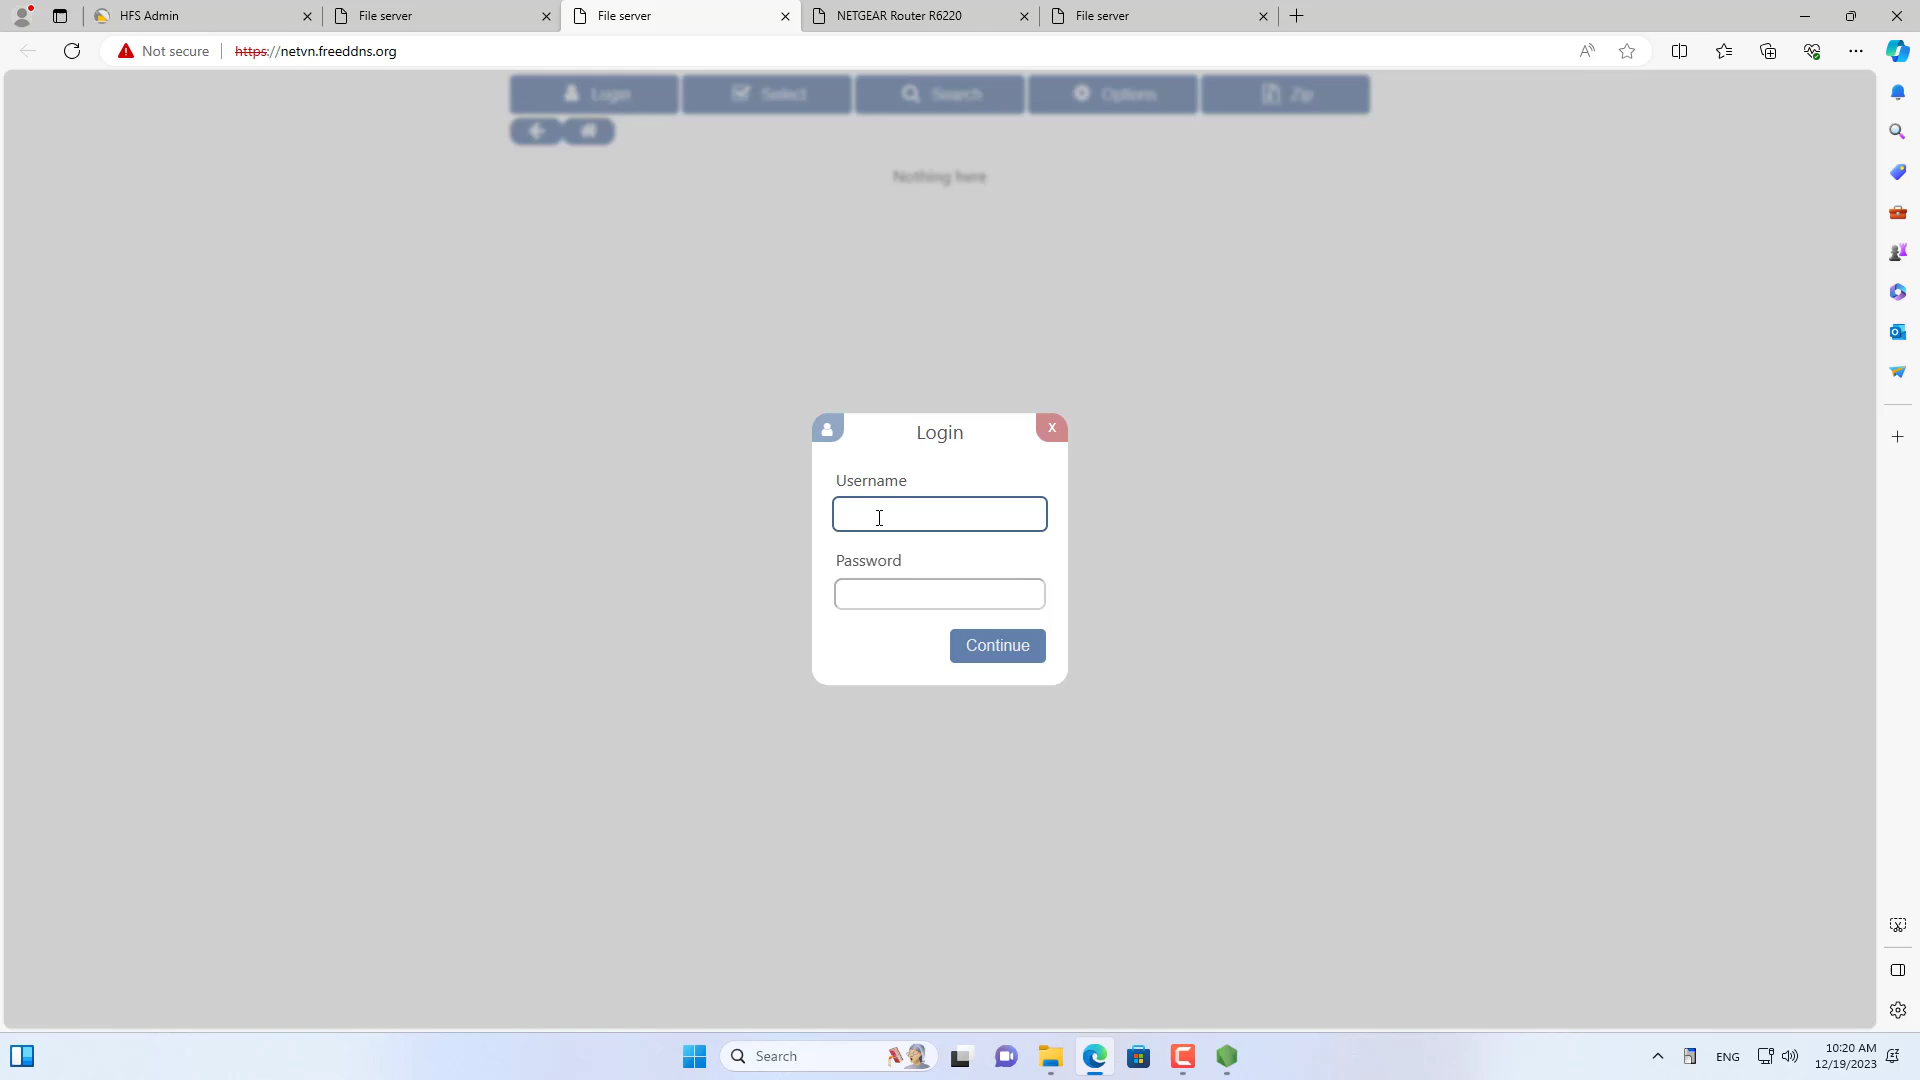 HFS Admin
File server
File server
NETGEAR Router R6220
File server
Not secure
https://netvn.freeddns.org
Login
Select
Search
Options
Zip
Nothing here
Login
X
Username
Password
Continue
Search
ENG
10:20 AM
12/19/2023